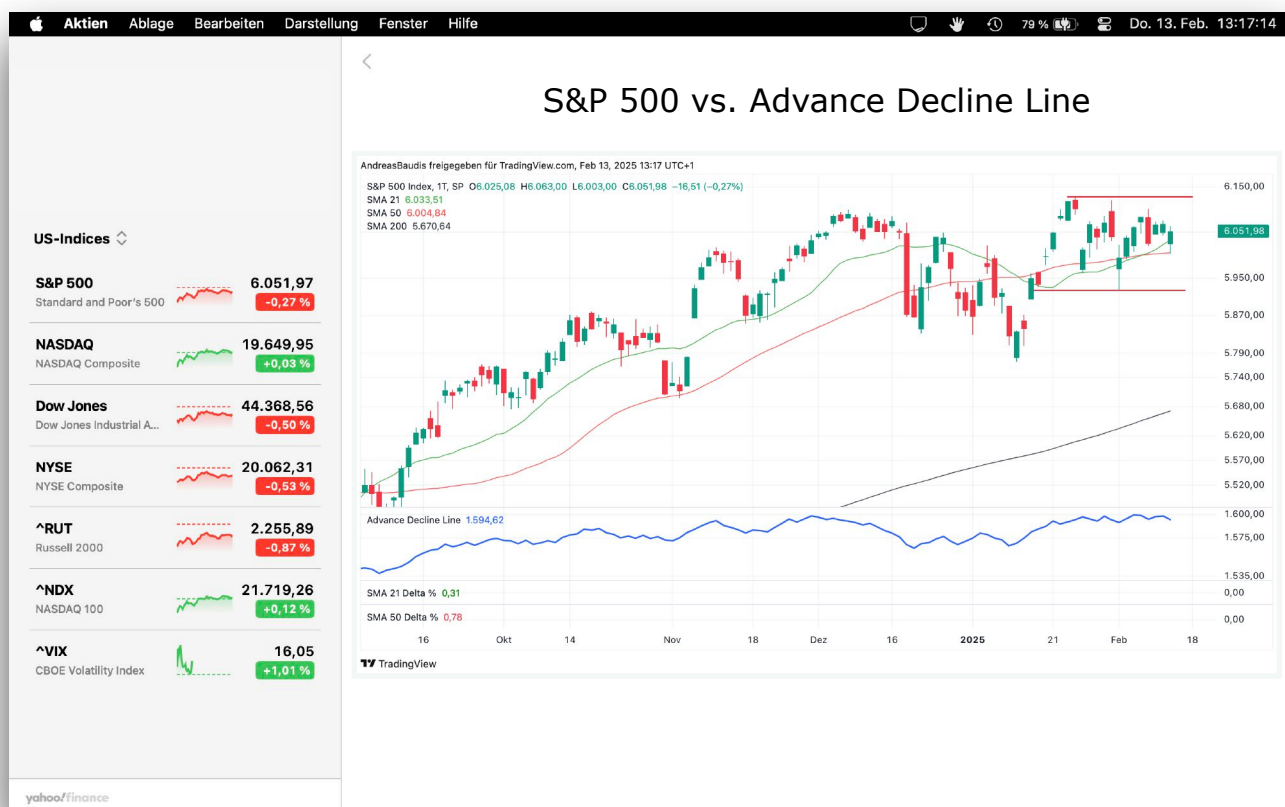 Aktien Ablage Bearbeiten Darstellung Fenster Hilfe 79 % Do. 13. Feb. 13:17:14
S&P 500 vs. Advance Decline Line
US-Indices
S&P 500 6.051,97
Standard and Poor's 500 -0,27 %
NASDAQ 19.649,95
NASDAQ Composite +0,03 %
Dow Jones 44.368,56
Dow Jones Industrial A... -0,50 %
NYSE 20.062,31
NYSE Composite -0,53 %
^RUT 2.255,89
Russell 2000 -0,87 %
^NDX 21.719,26
NASDAQ 100 +0,12 %
^VIX 16,05
CBOE Volatility Index +1,01 %
yahoo!finance
AndreasBaudis freigegeben für TradingView.com, Feb 13, 2025 13:17 UTC+1
S&P 500 Index, 1T, SP O6.025,08 H6.063,00 L6.003,00 C6.051,98 −16,51 (−0,27%)
SMA 21 6.033,51
SMA 50 6.004,84
SMA 200 5.670,64
6.150,00
6.051,98
5.950,00
5.870,00
5.790,00
5.740,00
5.680,00
5.620,00
5.570,00
5.520,00
Advance Decline Line 1.594,62
1.600,00
1.575,00
1.535,00
SMA 21 Delta % 0,31
0,00
SMA 50 Delta % 0,78
0,00
16 Okt 14 Nov 18 Dez 16 2025 21 Feb 18
TradingView